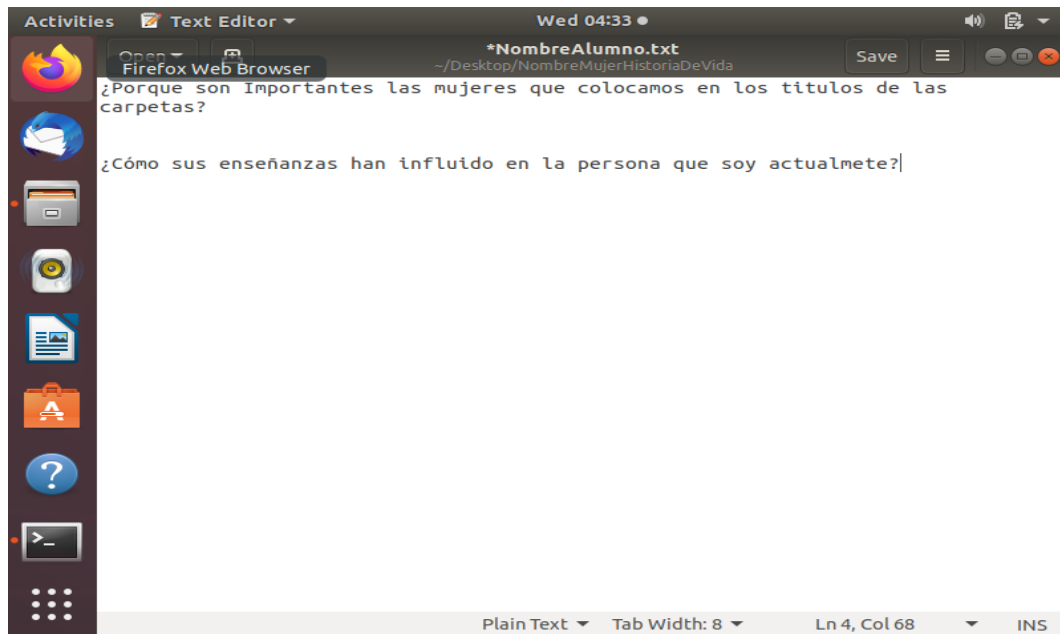 Activities Text Editor Wed 04:33
Open *NombreAlumno.txt Save
~/Desktop/NombreMujerHistoriaDeVida
Firefox Web Browser
¿Porque son Importantes las mujeres que colocamos en los titulos de las
carpetas?
¿Cómo sus enseñanzas han influido en la persona que soy actualmete?
Plain Text Tab Width: 8 Ln 4, Col 68 INS